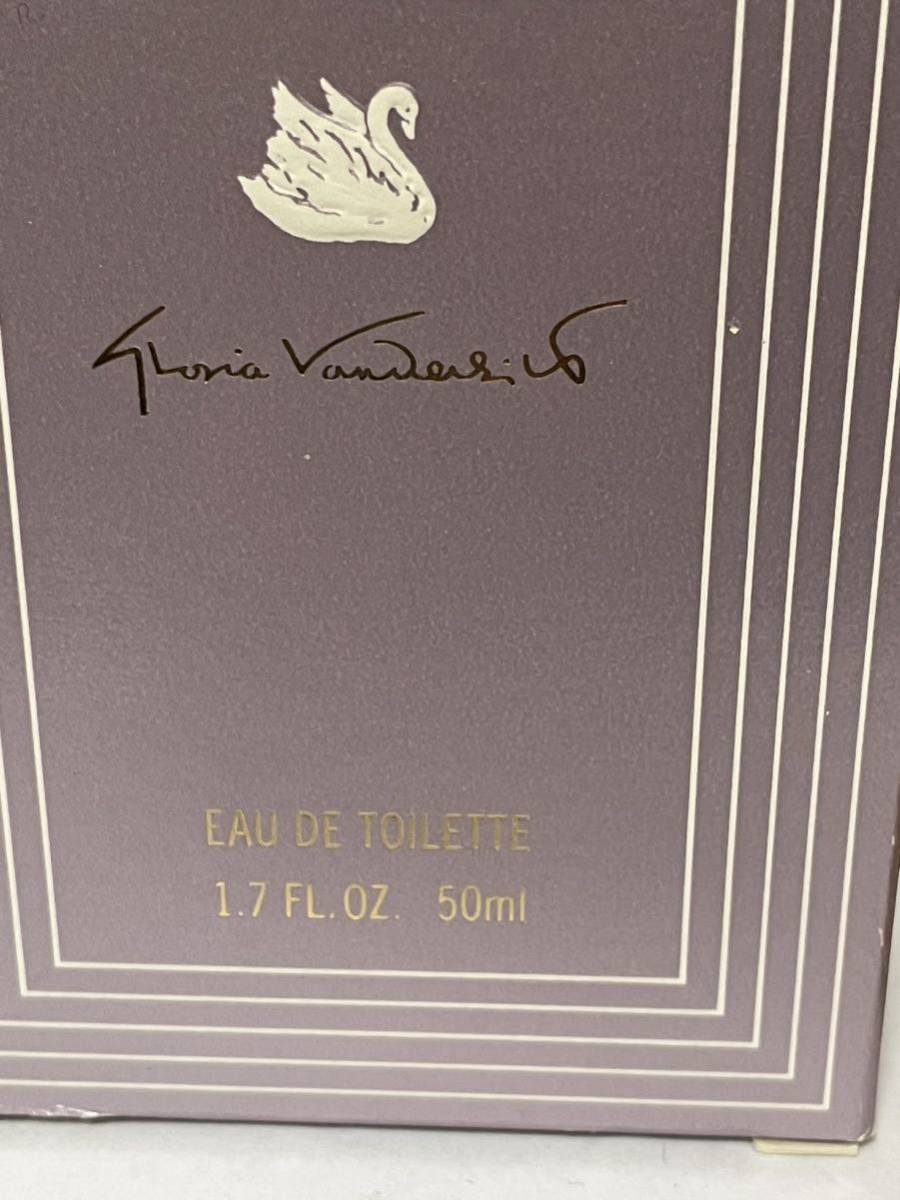 Gloria Vanderbilt
EAU DE TOILETTE
1.7 FL. OZ. 50ml